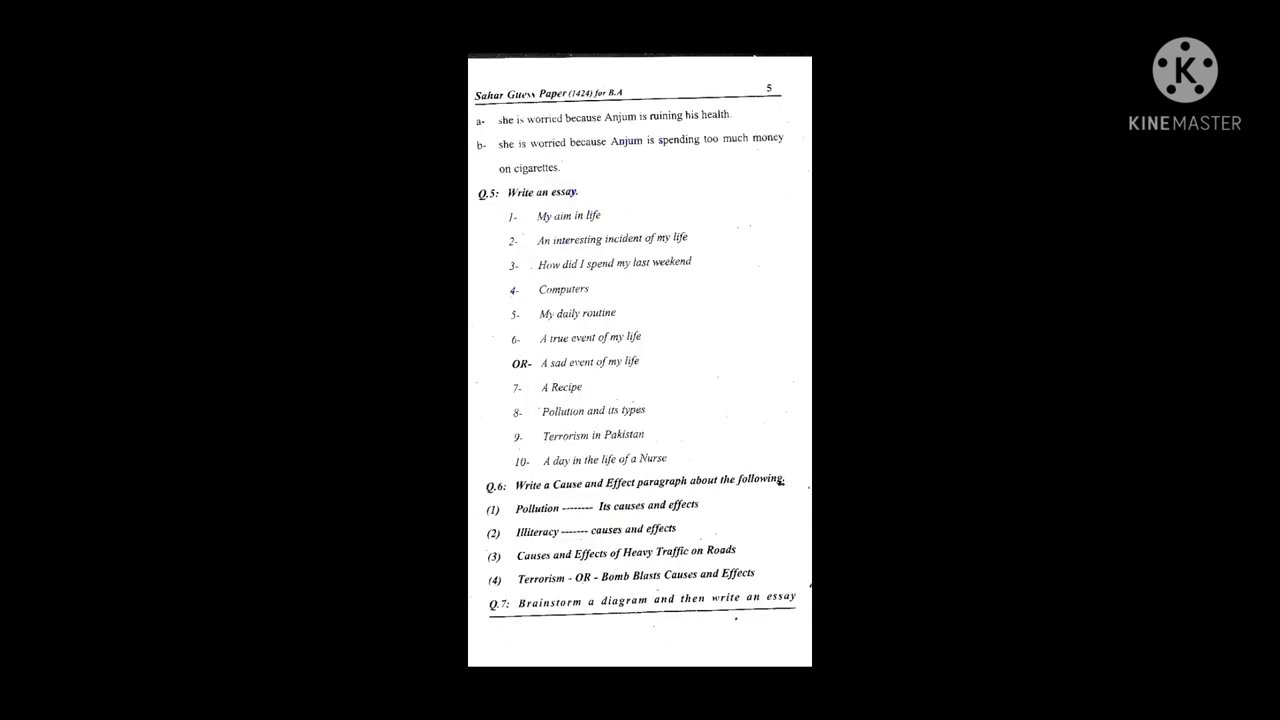 Sahar Guess Paper (1424) for B.A 5
a- she is worried because Anjum is ruining his health.
b- she is worried because Anjum is spending too much money
on cigarettes.
Q.5: Write an essay.
1- My aim in life
2- An interesting incident of my life
3- How did I spend my last weekend
4- Computers
5- My daily routine
6- A true event of my life
OR- A sad event of my life
7- A Recipe
8- Pollution and its types
9- Terrorism in Pakistan
10- A day in the life of a Nurse
Q.6: Write a Cause and Effect paragraph about the following.
(1) Pollution -------- Its causes and effects
(2) Illiteracy ------- causes and effects
(3) Causes and Effects of Heavy Traffic on Roads
(4) Terrorism - OR - Bomb Blasts Causes and Effects
Q.7: Brainstorm a diagram and then write an essay
K
KINEMASTER